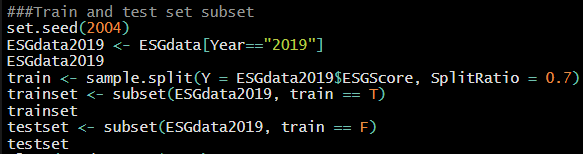 ###Train and test set subset
set.seed(2004)
ESGdata2019 <- ESGdata[Year=="2019"]
ESGdata2019
train <- sample.split(Y = ESGdata2019$ESGScore, SplitRatio = 0.7)
trainset <- subset(ESGdata2019, train == T)
trainset
testset <- subset(ESGdata2019, train == F)
testset